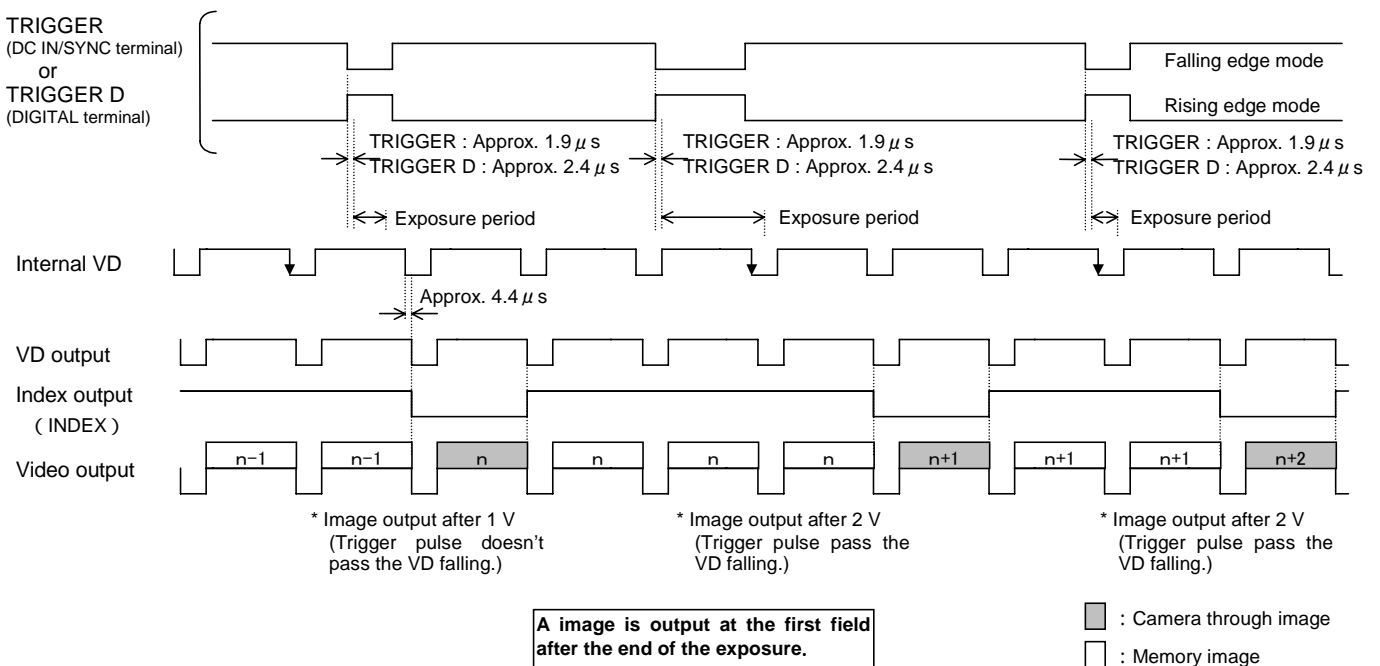 TRIGGER
(DC IN/SYNC terminal)
or
TRIGGER D
(DIGITAL terminal)
Falling edge mode
Rising edge mode
TRIGGER : Approx. 1.9 μ s
TRIGGER D : Approx. 2.4 μ s
TRIGGER : Approx. 1.9 μ s
TRIGGER D : Approx. 2.4 μ s
TRIGGER : Approx. 1.9 μ s
TRIGGER D : Approx. 2.4 μ s
Exposure period
Exposure period
Exposure period
Internal VD
Approx. 4.4 μ s
VD output
Index output
( INDEX )
Video output
n-1
n-1
n
n
n
n
n+1
n+1
n+1
n+2
* Image output after 1 V
(Trigger pulse doesn't
pass the VD falling.)
* Image output after 2 V
(Trigger pulse pass the
VD falling.)
* Image output after 2 V
(Trigger pulse pass the
VD falling.)
A image is output at the first field
after the end of the exposure.
: Camera through image
: Memory image